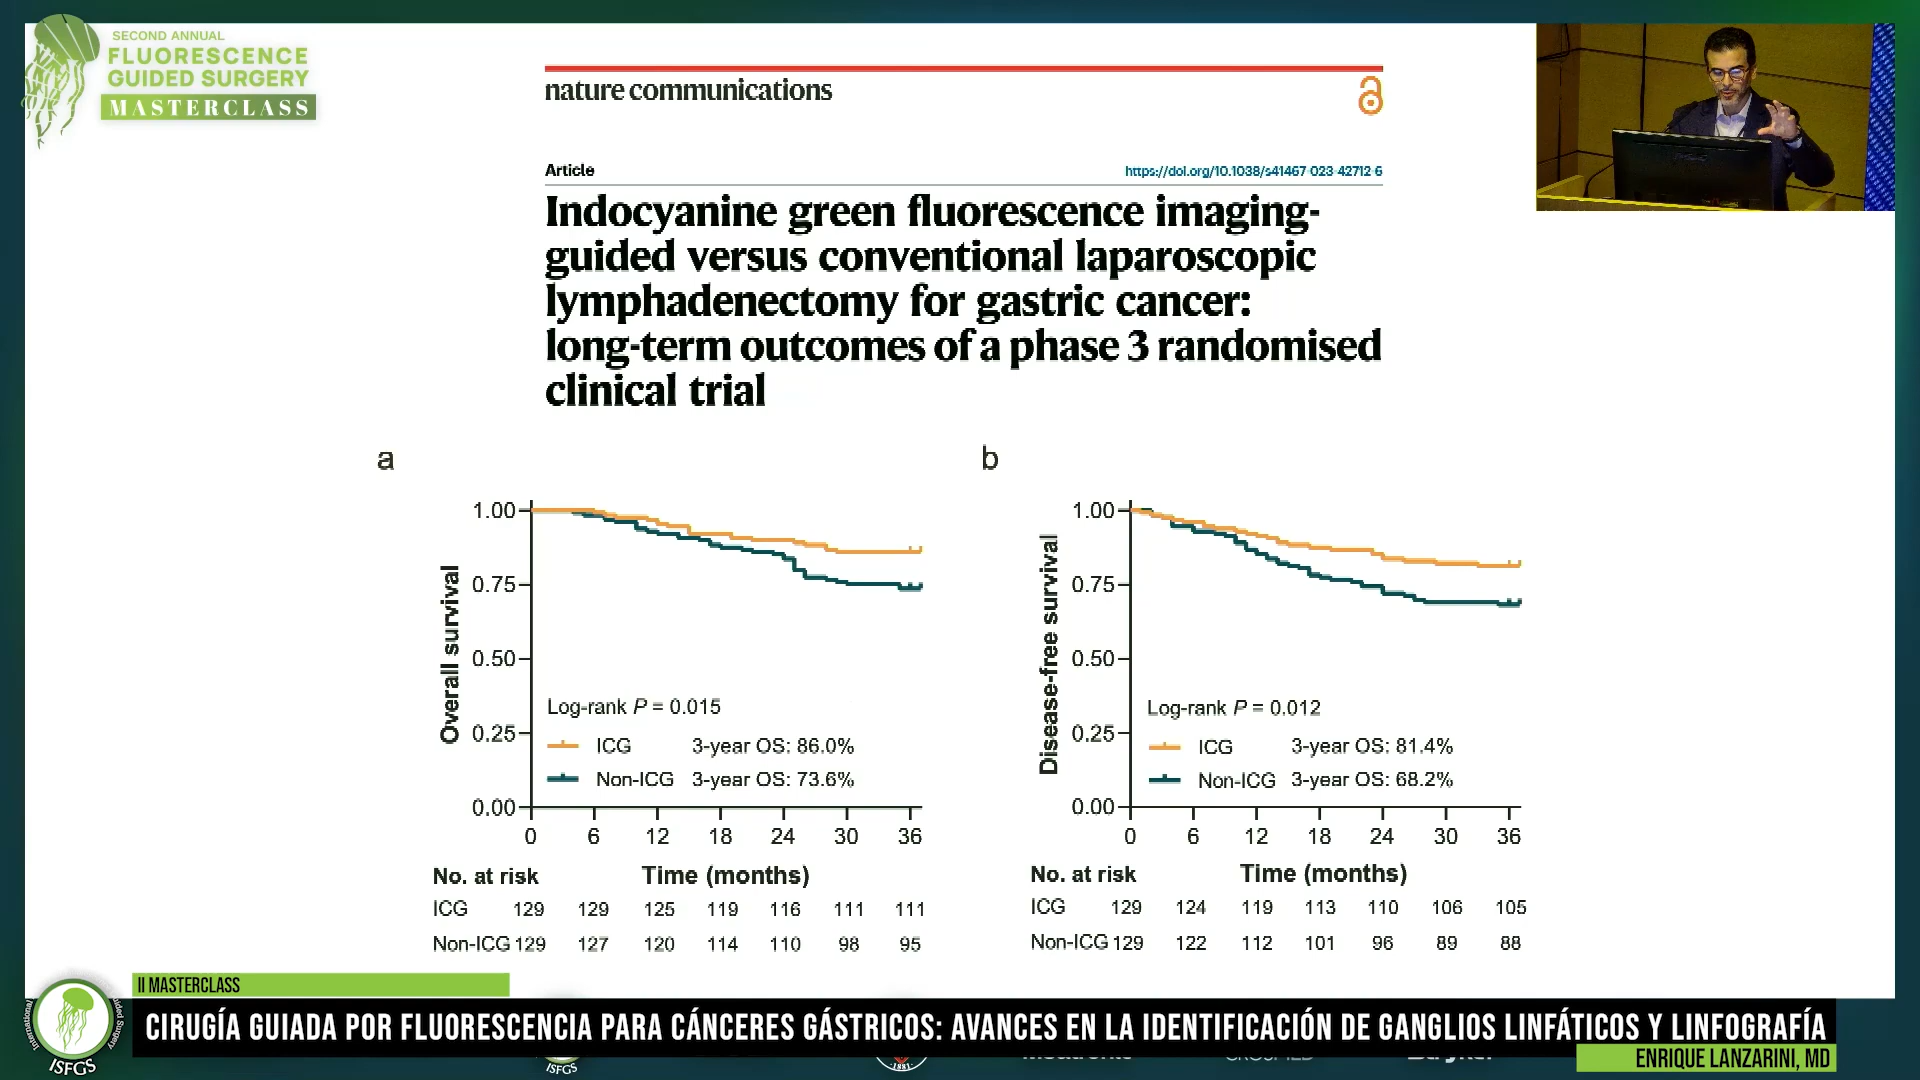 SECOND ANNUAL
FLUORESCENCE
GUIDED SURGERY
MASTERCLASS
nature communications
Article
https://doi.org/10.1038/s41467-023-42712-6
Indocyanine green fluorescence imaging-
guided versus conventional laparoscopic
lymphadenectomy for gastric cancer:
long-term outcomes of a phase 3 randomised
clinical trial
a
Overall survival
1.00
0.75
0.50
0.25
0.00
Log-rank P = 0.015
ICG 3-year OS: 86.0%
Non-ICG 3-year OS: 73.6%
0 6 12 18 24 30 36
No. at risk Time (months)
ICG 129 129 125 119 116 111 111
Non-ICG 129 127 120 114 110 98 95
b
Disease-free survival
1.00
0.75
0.50
0.25
0.00
Log-rank P = 0.012
ICG 3-year OS: 81.4%
Non-ICG 3-year OS: 68.2%
0 6 12 18 24 30 36
No. at risk Time (months)
ICG 129 124 119 113 110 106 105
Non-ICG 129 122 112 101 96 89 88
II MASTERCLASS
CIRUGÍA GUIADA POR FLUORESCENCIA PARA CÁNCERES GÁSTRICOS: AVANCES EN LA IDENTIFICACIÓN DE GANGLIOS LINFÁTICOS Y LINFOGRAFÍA
ENRIQUE LANZARINI, MD
ISFGS
ISFGS
1881